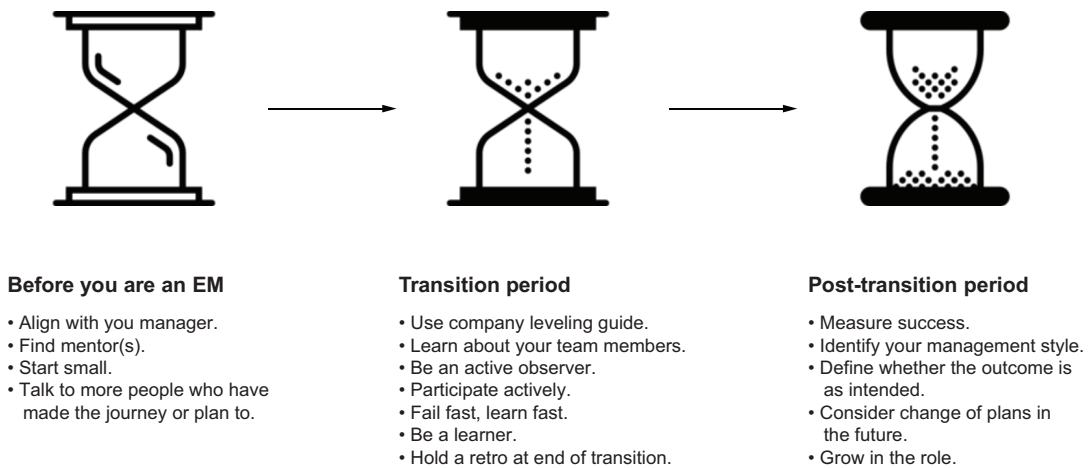 Before you are an EM
• Align with you manager.
• Find mentor(s).
• Start small.
• Talk to more people who have
made the journey or plan to.
Transition period
• Use company leveling guide.
• Learn about your team members.
• Be an active observer.
• Participate actively.
• Fail fast, learn fast.
• Be a learner.
• Hold a retro at end of transition.
Post-transition period
• Measure success.
• Identify your management style.
• Define whether the outcome is
as intended.
• Consider change of plans in
the future.
• Grow in the role.